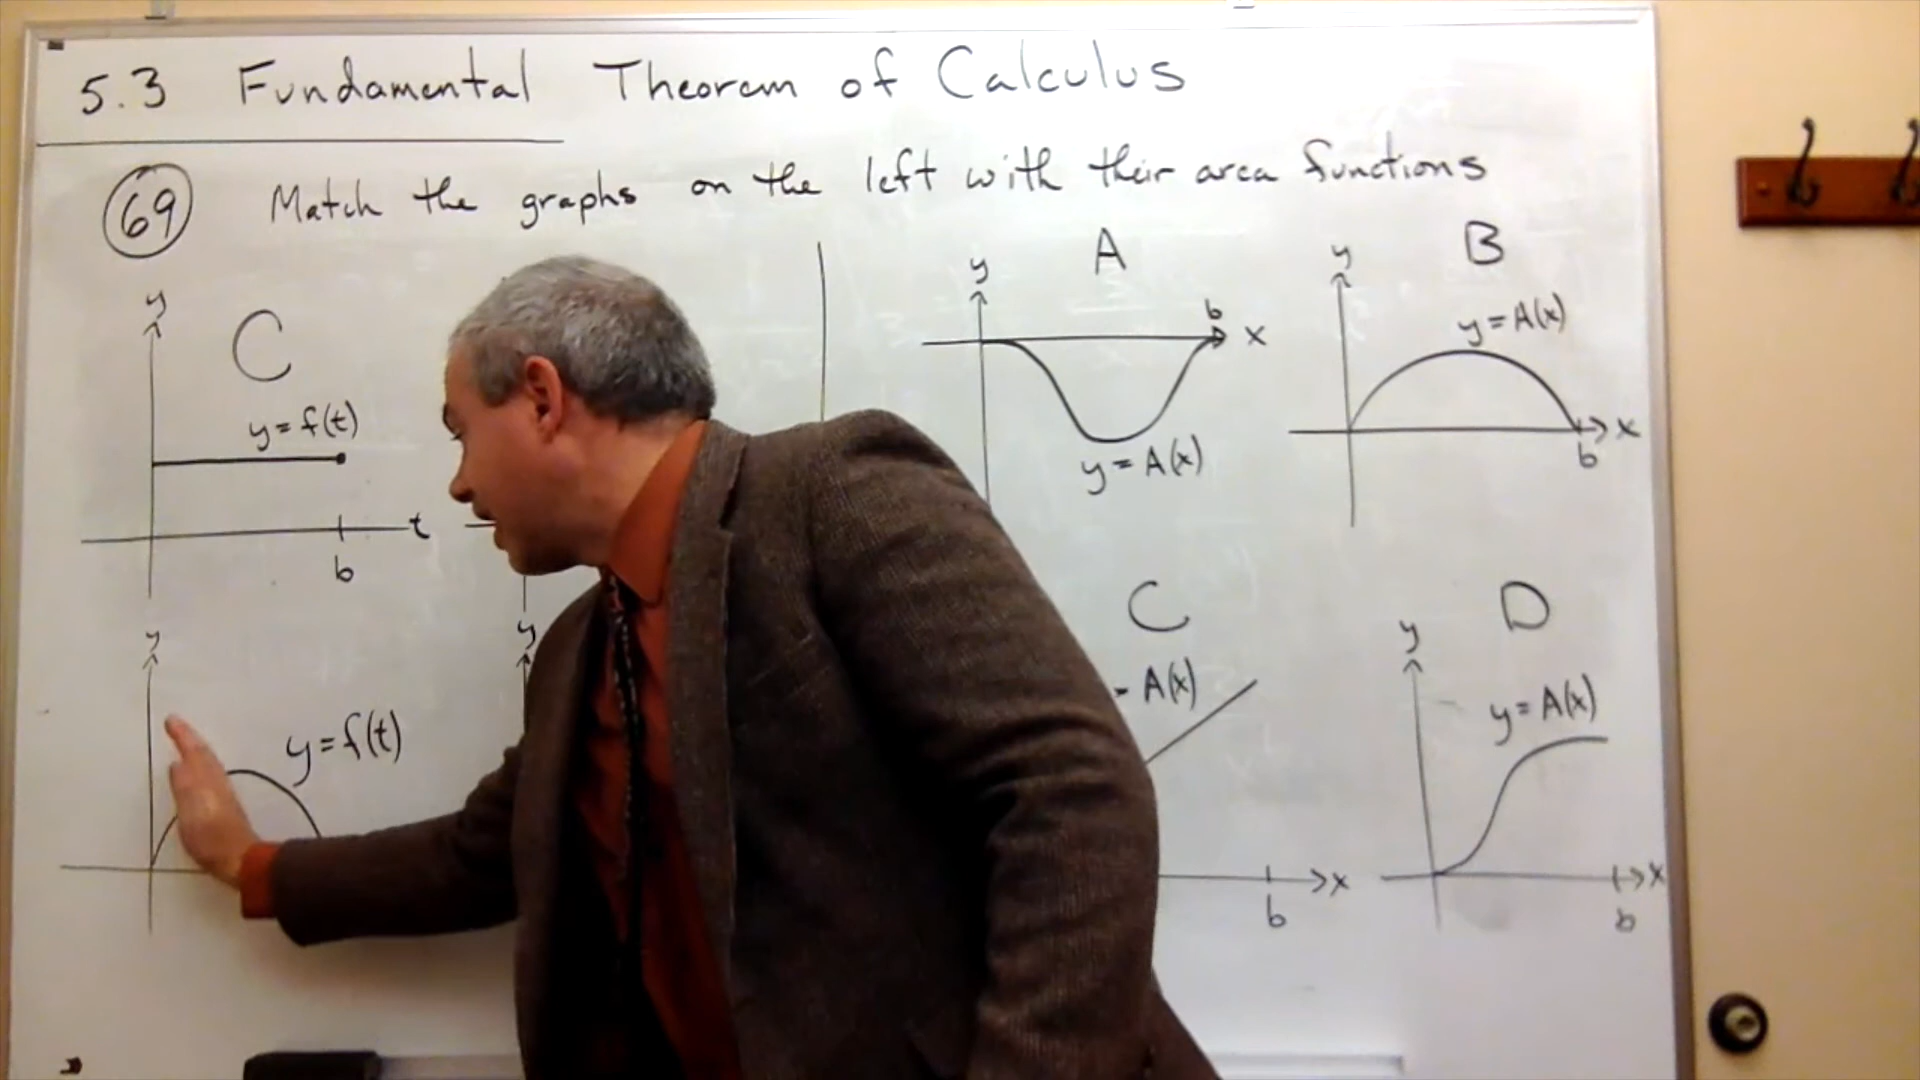 5.3 Fundamental Theorem of Calculus
69 Match the graphs on the left with their area functions
y
C
y = f(t)
t
b
y
y = f(t)
y
A
y
b
x
y = A(x)
B
y
y = A(x)
x
b
C
= A(x)
x
b
D
y
y = A(x)
x
b